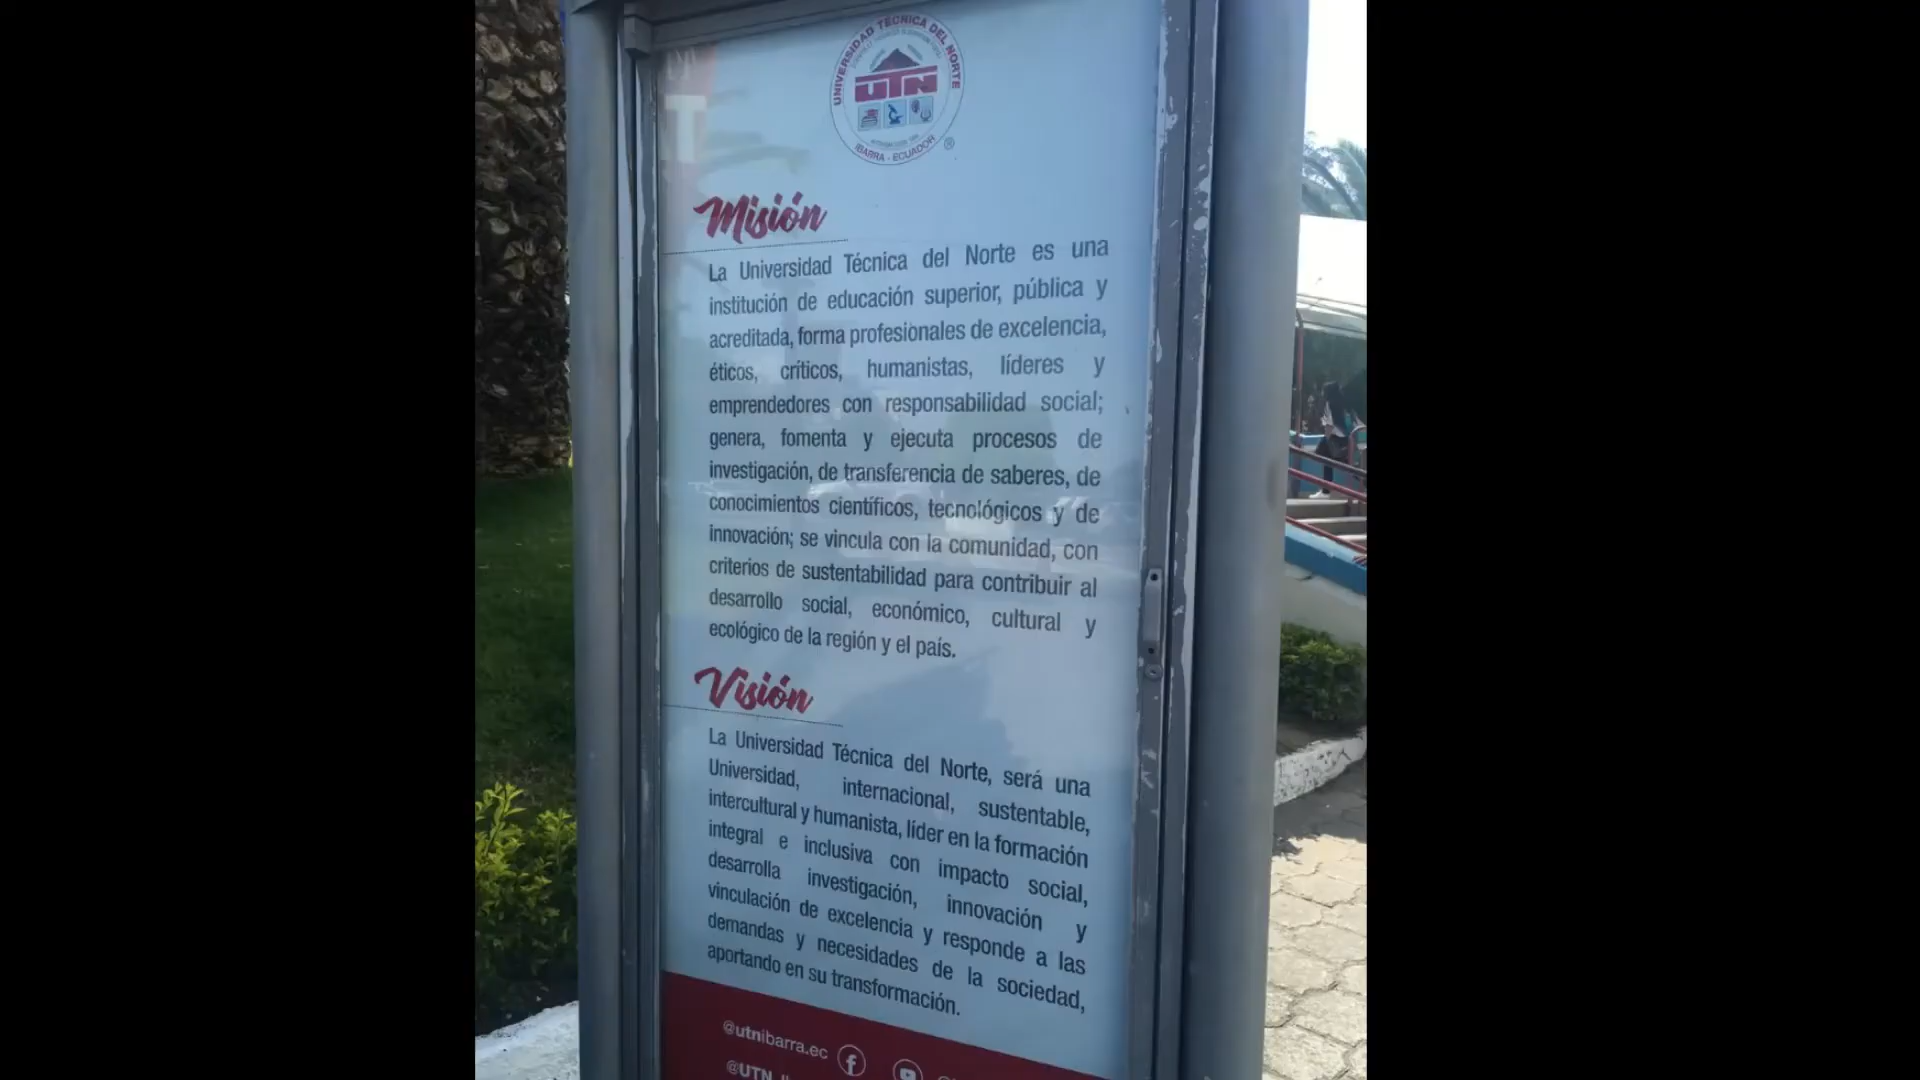 UNIVERSIDAD TÉCNICA DEL NORTE
UTN
IBARRA - ECUADOR
®
Misión
La Universidad Técnica del Norte es una
institución de educación superior, pública y
acreditada, forma profesionales de excelencia,
éticos, críticos, humanistas, líderes y
emprendedores con responsabilidad social;
genera, fomenta y ejecuta procesos de
investigación, de transferencia de saberes, de
conocimientos científicos, tecnológicos y de
innovación; se vincula con la comunidad, con
criterios de sustentabilidad para contribuir al
desarrollo social, económico, cultural y
ecológico de la región y el país.
Visión
La Universidad Técnica del Norte, será una
Universidad, internacional, sustentable,
intercultural y humanista, líder en la formación
integral e inclusiva con impacto social,
desarrolla investigación, innovación y
vinculación de excelencia y responde a las
demandas y necesidades de la sociedad,
aportando en su transformación.
@utnibarra.ec
@UTN